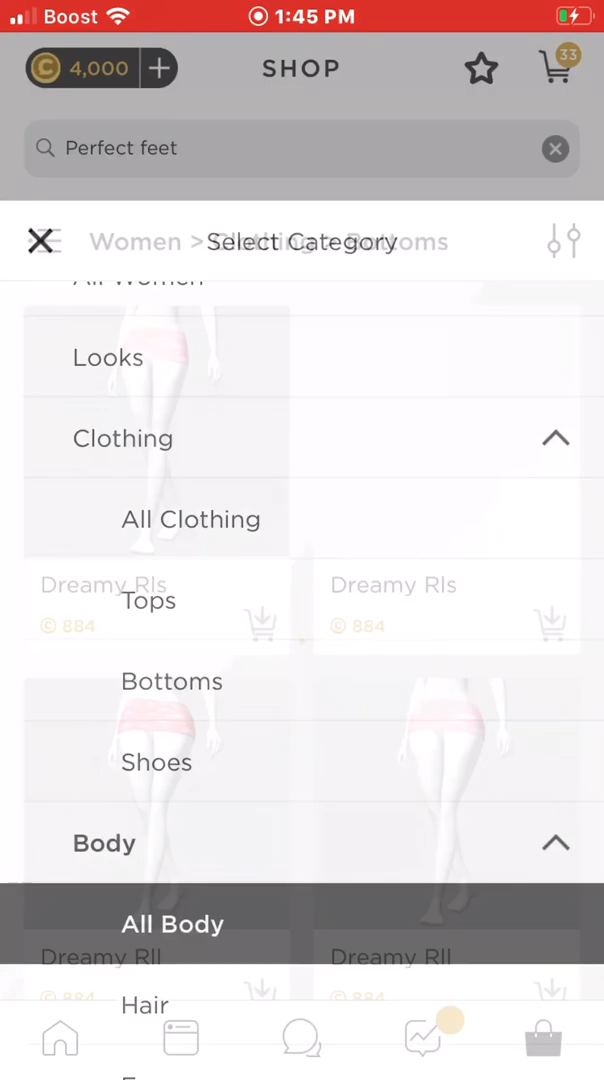 Boost 1:45 PM
4,000 SHOP 33
Perfect feet
Women > Clothing > Bottoms
Select Category
All Women
Looks
Clothing
All Clothing
Dreamy Rls Dreamy Rls
Tops
884 884
Bottoms
Shoes
Body
All Body
Dreamy Rll Dreamy Rll
884 884
Hair